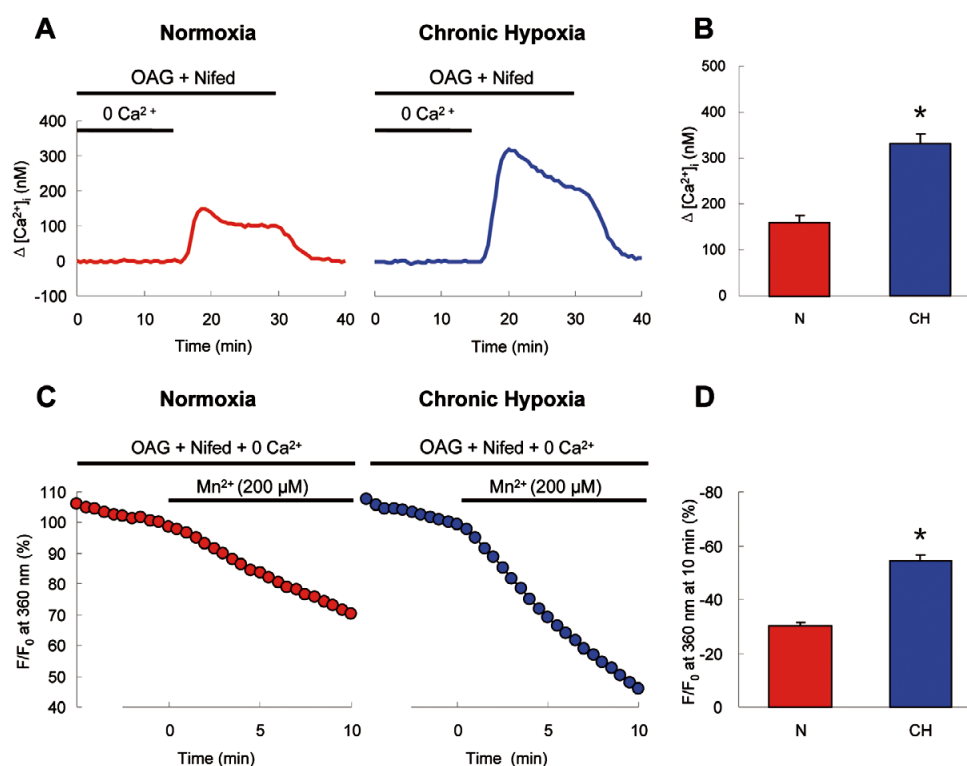 A
Normoxia
Chronic Hypoxia
OAG + Nifed
OAG + Nifed
0 Ca²⁺
0 Ca²⁺
Δ [Ca²⁺]ᵢ (nM)
400
300
200
100
0
-100
0 10 20 30 40
0 10 20 30 40
Time (min)
Time (min)
B
Δ [Ca²⁺]ᵢ (nM)
500
400
300
200
100
0
*
N
CH
C
Normoxia
Chronic Hypoxia
OAG + Nifed + 0 Ca²⁺
OAG + Nifed + 0 Ca²⁺
Mn²⁺ (200 µM)
Mn²⁺ (200 µM)
F/F₀ at 360 nm (%)
110
100
90
80
70
60
50
40
0 5 10
0 5 10
Time (min)
Time (min)
D
F/F₀ at 360 nm at 10 min (%)
-80
-60
-40
-20
0
*
N
CH